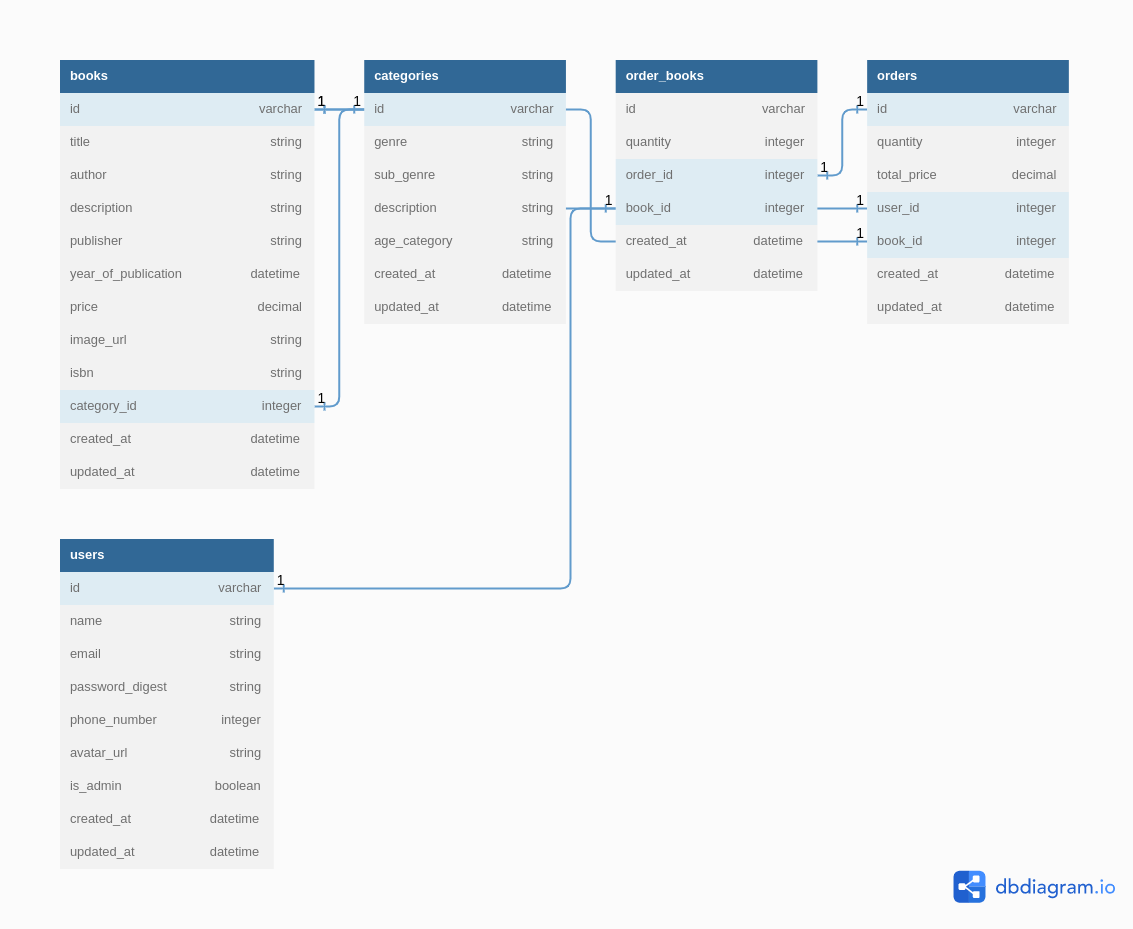 books
id varchar 1
title string
author string
description string
publisher string
year_of_publication datetime
price decimal
image_url string
isbn string
category_id integer 1
created_at datetime
updated_at datetime
1 categories
id varchar
genre string
sub_genre string
description string
age_category string
created_at datetime
updated_at datetime
order_books
id varchar
quantity integer
order_id integer 1
1 book_id integer
created_at datetime
updated_at datetime
orders
1 id varchar
quantity integer
total_price decimal
1 user_id integer
1 book_id integer
created_at datetime
updated_at datetime
users
id varchar 1
name string
email string
password_digest string
phone_number integer
avatar_url string
is_admin boolean
created_at datetime
updated_at datetime
dbdiagram.io